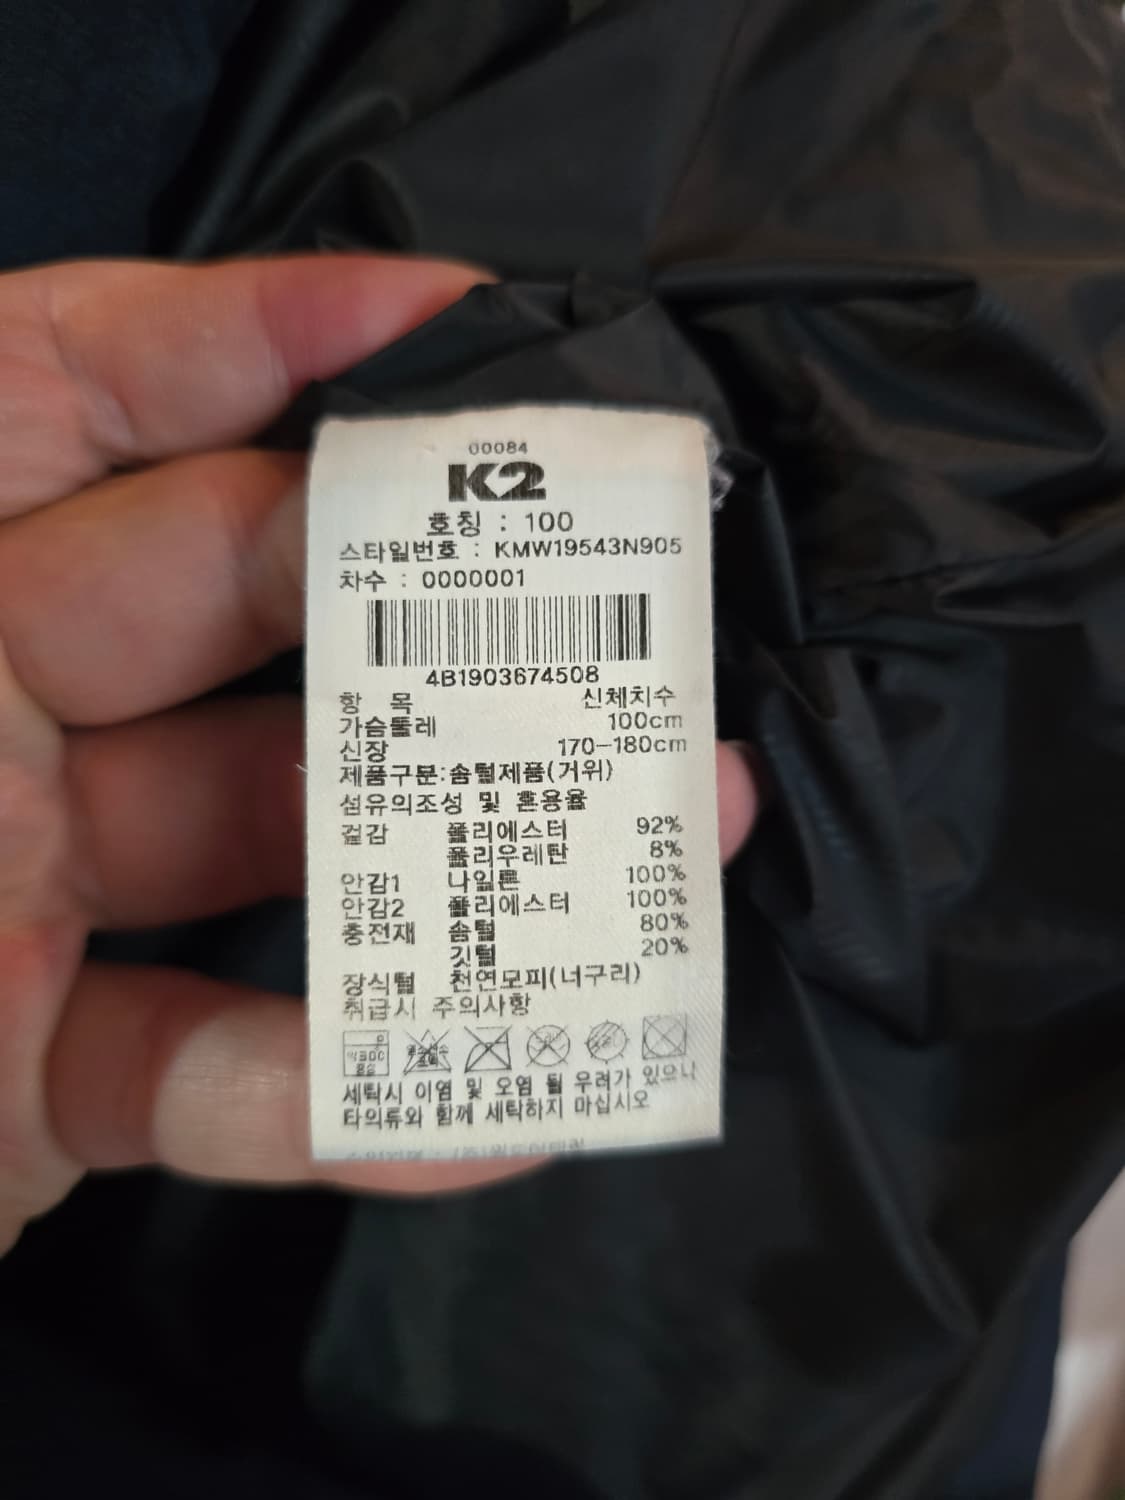 00084
K2
호칭 : 100
스타일번호 : KMW19543N905
차수 : 0000001
4B1903674508
항 목 신체치수
가슴둘레 100cm
신장 170-180cm
제품구분:솜털제품(거위)
섬유의조성 및 혼용율
겉감 폴리에스터 92%
폴리우레탄 8%
안감1 나일론 100%
안감2 폴리에스터 100%
충전재 솜털 80%
깃털 20%
장식털 천연모피(너구리)
취급시 주의사항
세탁시 이염 및 오염 될 우려가 있으니
타의류와 함께 세탁하지 마십시오